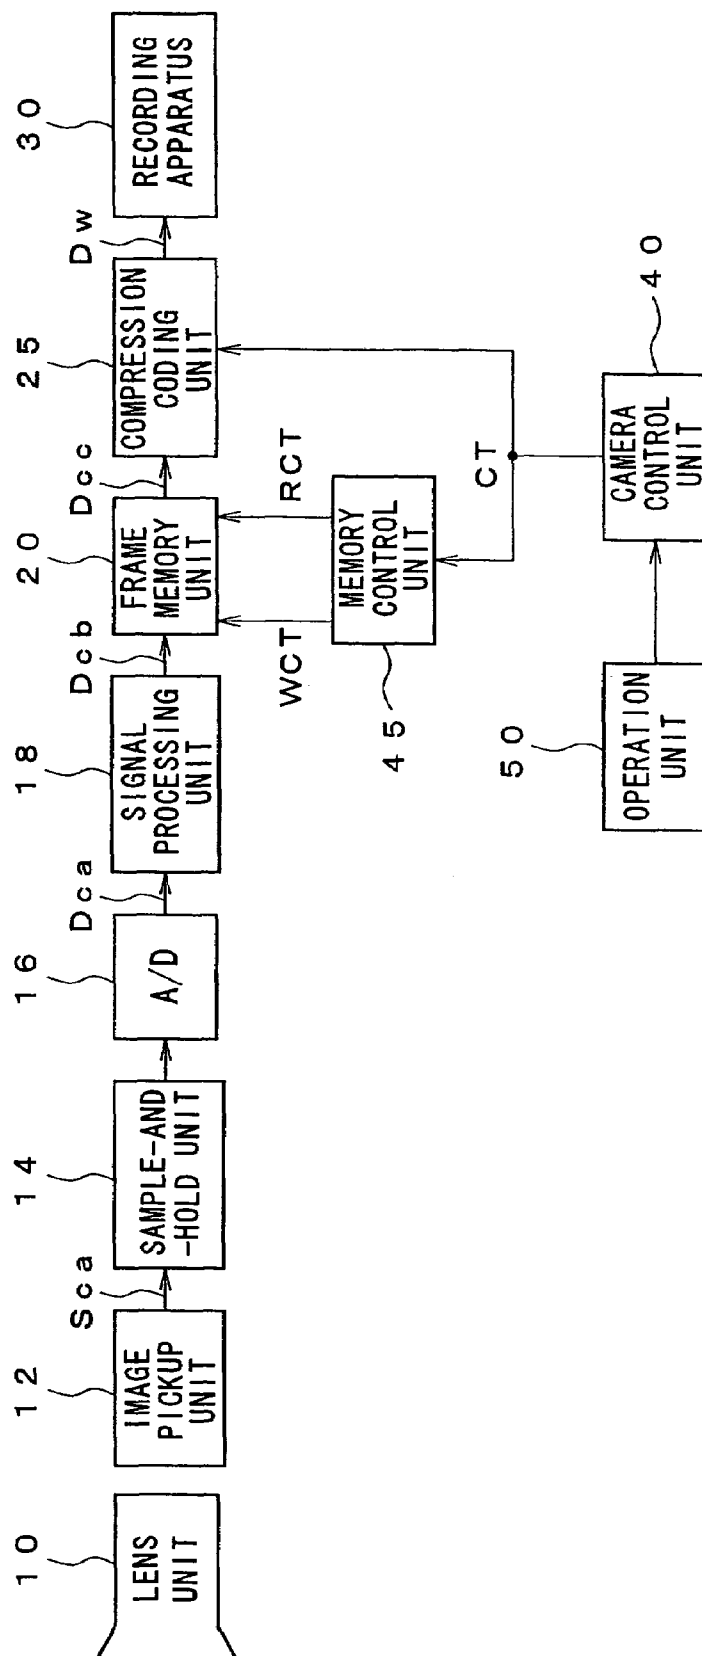 10
12
14
16
18
20
25
30
LENS
UNIT
IMAGE
PICKUP
UNIT
Sca
SAMPLE-AND
-HOLD UNIT
A/D
Dca
SIGNAL
PROCESSING
UNIT
Dcb
FRAME
MEMORY
UNIT
Dcc
COMPRESSION
CODING
UNIT
Dw
RECORDING
APPARATUS
WCT
RCT
45
MEMORY
CONTROL
UNIT
CT
50
OPERATION
UNIT
40
CAMERA
CONTROL
UNIT